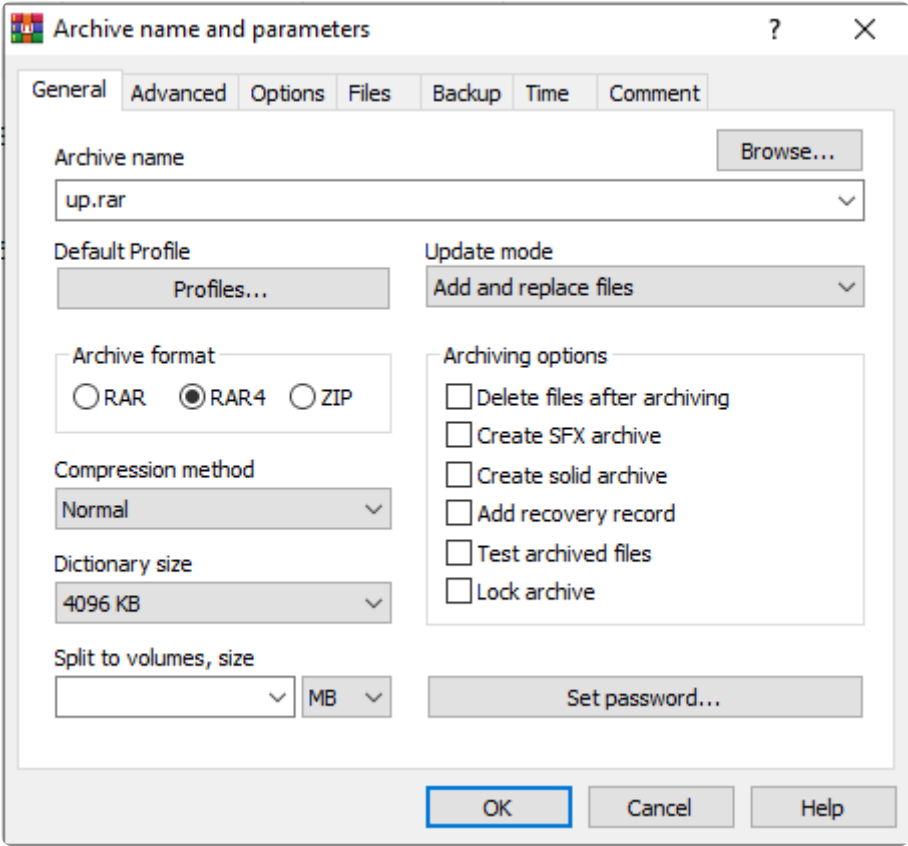 Archive name and parameters ?
General Advanced Options Files Backup Time Comment
Archive name
Browse...
up.rar
Default Profile
Profiles...
Update mode
Add and replace files
Archive format
RAR RAR4 ZIP
Compression method
Normal
Dictionary size
4096 KB
Split to volumes, size
MB
Archiving options
Delete files after archiving
Create SFX archive
Create solid archive
Add recovery record
Test archived files
Lock archive
Set password...
OK Cancel Help